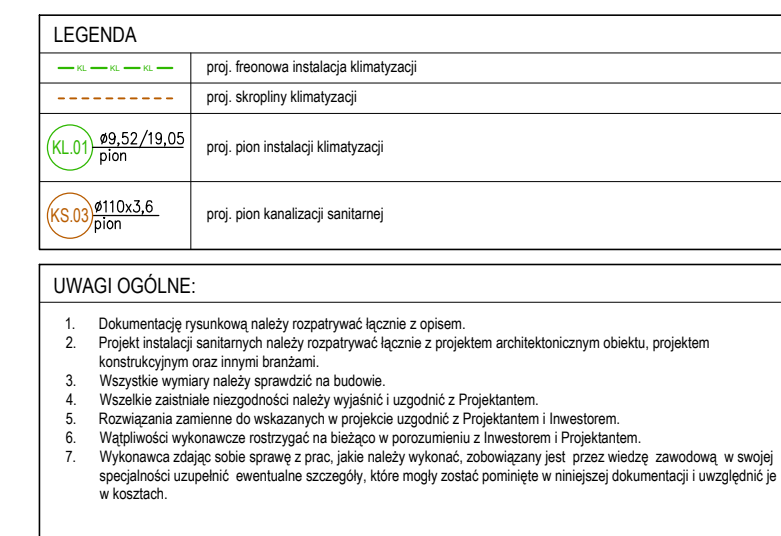 LEGENDA
KL KL KL proj. freonowa instalacja klimatyzacji
proj. skropliny klimatyzacji
KL.01 ø9,52/19,05
pion
proj. pion instalacji klimatyzacji
KS.03 ø110x3,6
pion
proj. pion kanalizacji sanitarnej
UWAGI OGÓLNE:
1. Dokumentację rysunkową należy rozpatrywać łącznie z opisem.
2. Projekt instalacji sanitarnych należy rozpatrywać łącznie z projektem architektonicznym obiektu, projektem
konstrukcyjnym oraz innymi branżami.
3. Wszystkie wymiary należy sprawdzić na budowie.
4. Wszelkie zaistniałe niezgodności należy wyjaśnić i uzgodnić z Projektantem.
5. Rozwiązania zamienne do wskazanych w projekcie uzgodnić z Projektantem i Inwestorem.
6. Wątpliwości wykonawcze rostrzygać na bieżąco w porozumieniu z Inwestorem i Projektantem.
7. Wykonawca zdając sobie sprawę z prac, jakie należy wykonać, zobowiązany jest przez wiedzę zawodową w swojej
specjalności uzupełnić ewentualne szczegóły, które mogły zostać pominięte w niniejszej dokumentacji i uwzględnić je
w kosztach.